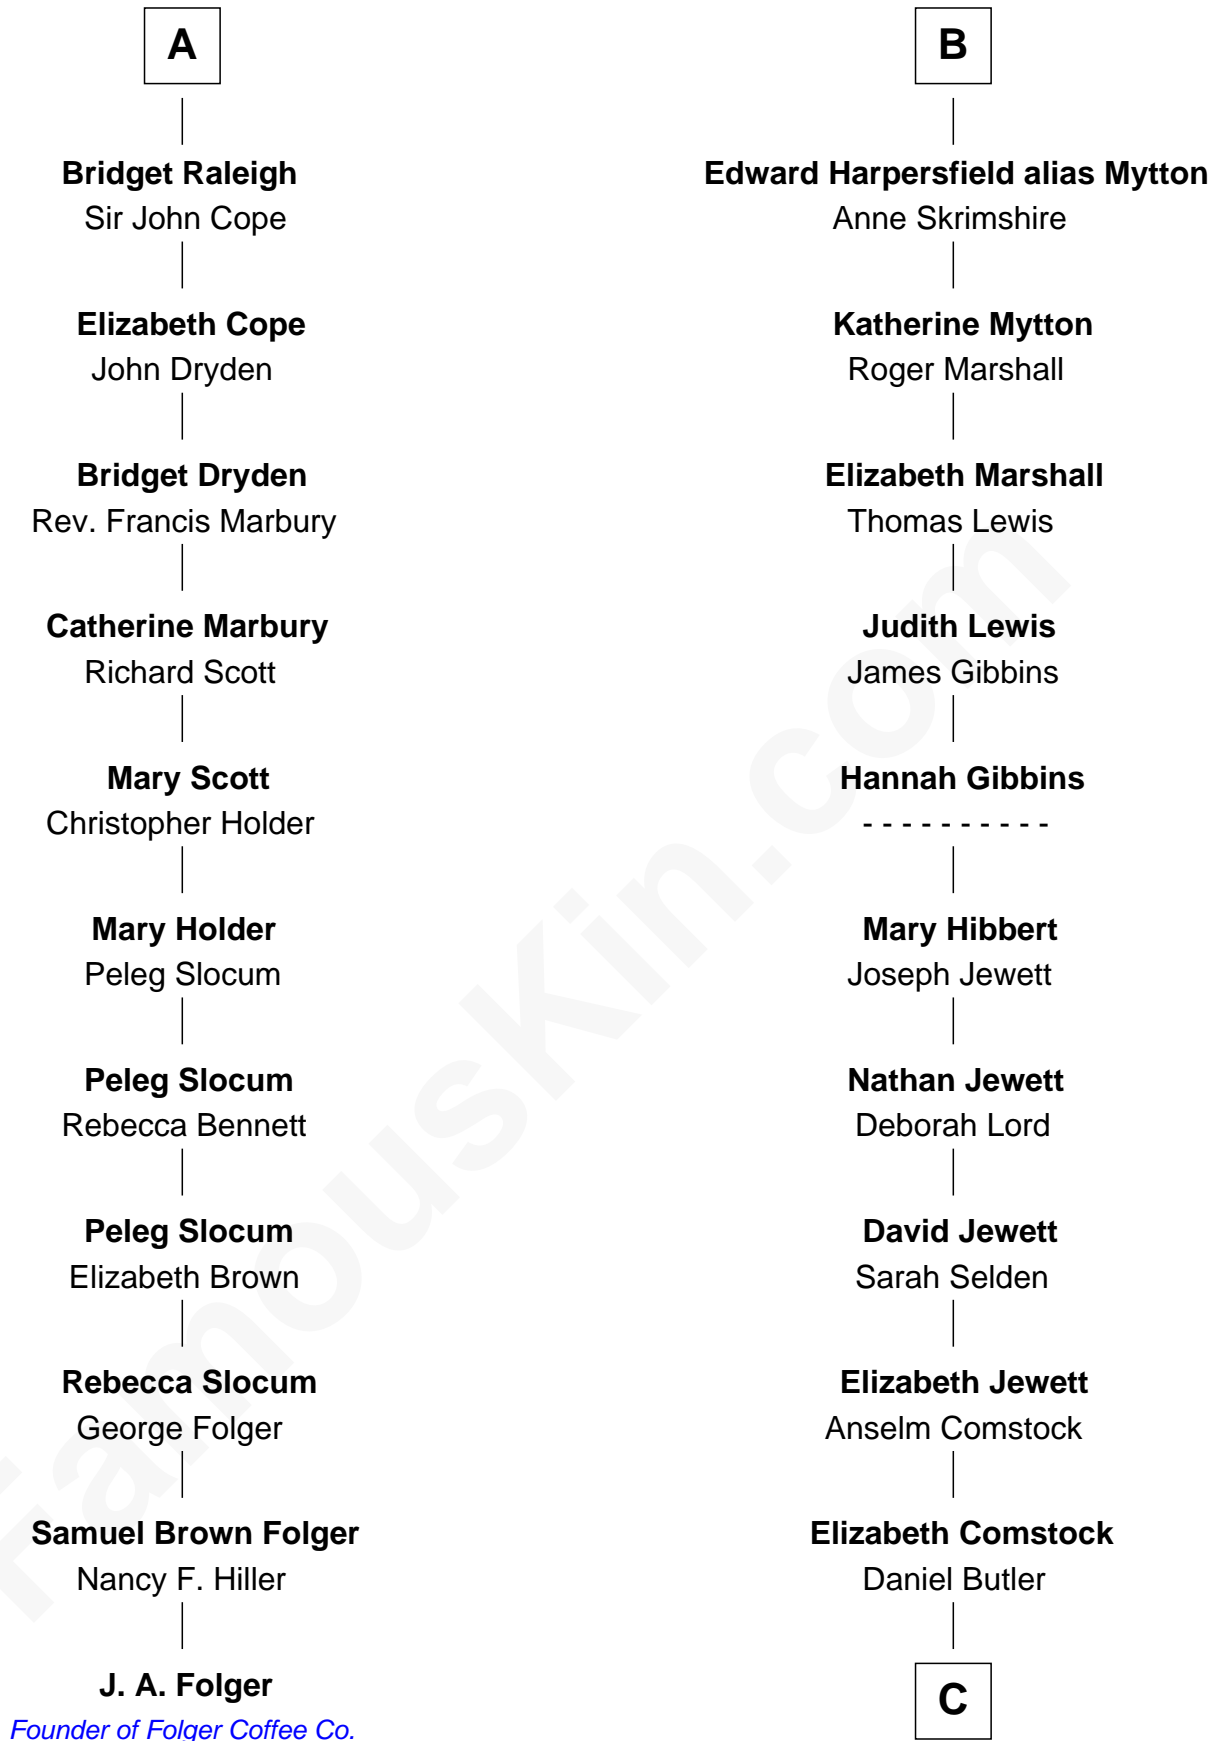 A
Bridget Raleigh
Sir John Cope
Elizabeth Cope
John Dryden
Bridget Dryden
Rev. Francis Marbury
Catherine Marbury
Richard Scott
Mary Scott
Christopher Holder
Mary Holder
Peleg Slocum
Peleg Slocum
Rebecca Bennett
Peleg Slocum
Elizabeth Brown
Rebecca Slocum
George Folger
Samuel Brown Folger
Nancy F. Hiller
J. A. Folger
Founder of Folger Coffee Co.
B
Edward Harpersfield alias Mytton
Anne Skrimshire
Katherine Mytton
Roger Marshall
Elizabeth Marshall
Thomas Lewis
Judith Lewis
James Gibbins
Hannah Gibbins
- - - - - - - - - -
Mary Hibbert
Joseph Jewett
Nathan Jewett
Deborah Lord
David Jewett
Sarah Selden
Elizabeth Jewett
Anselm Comstock
Elizabeth Comstock
Daniel Butler
C
FamousKin.com